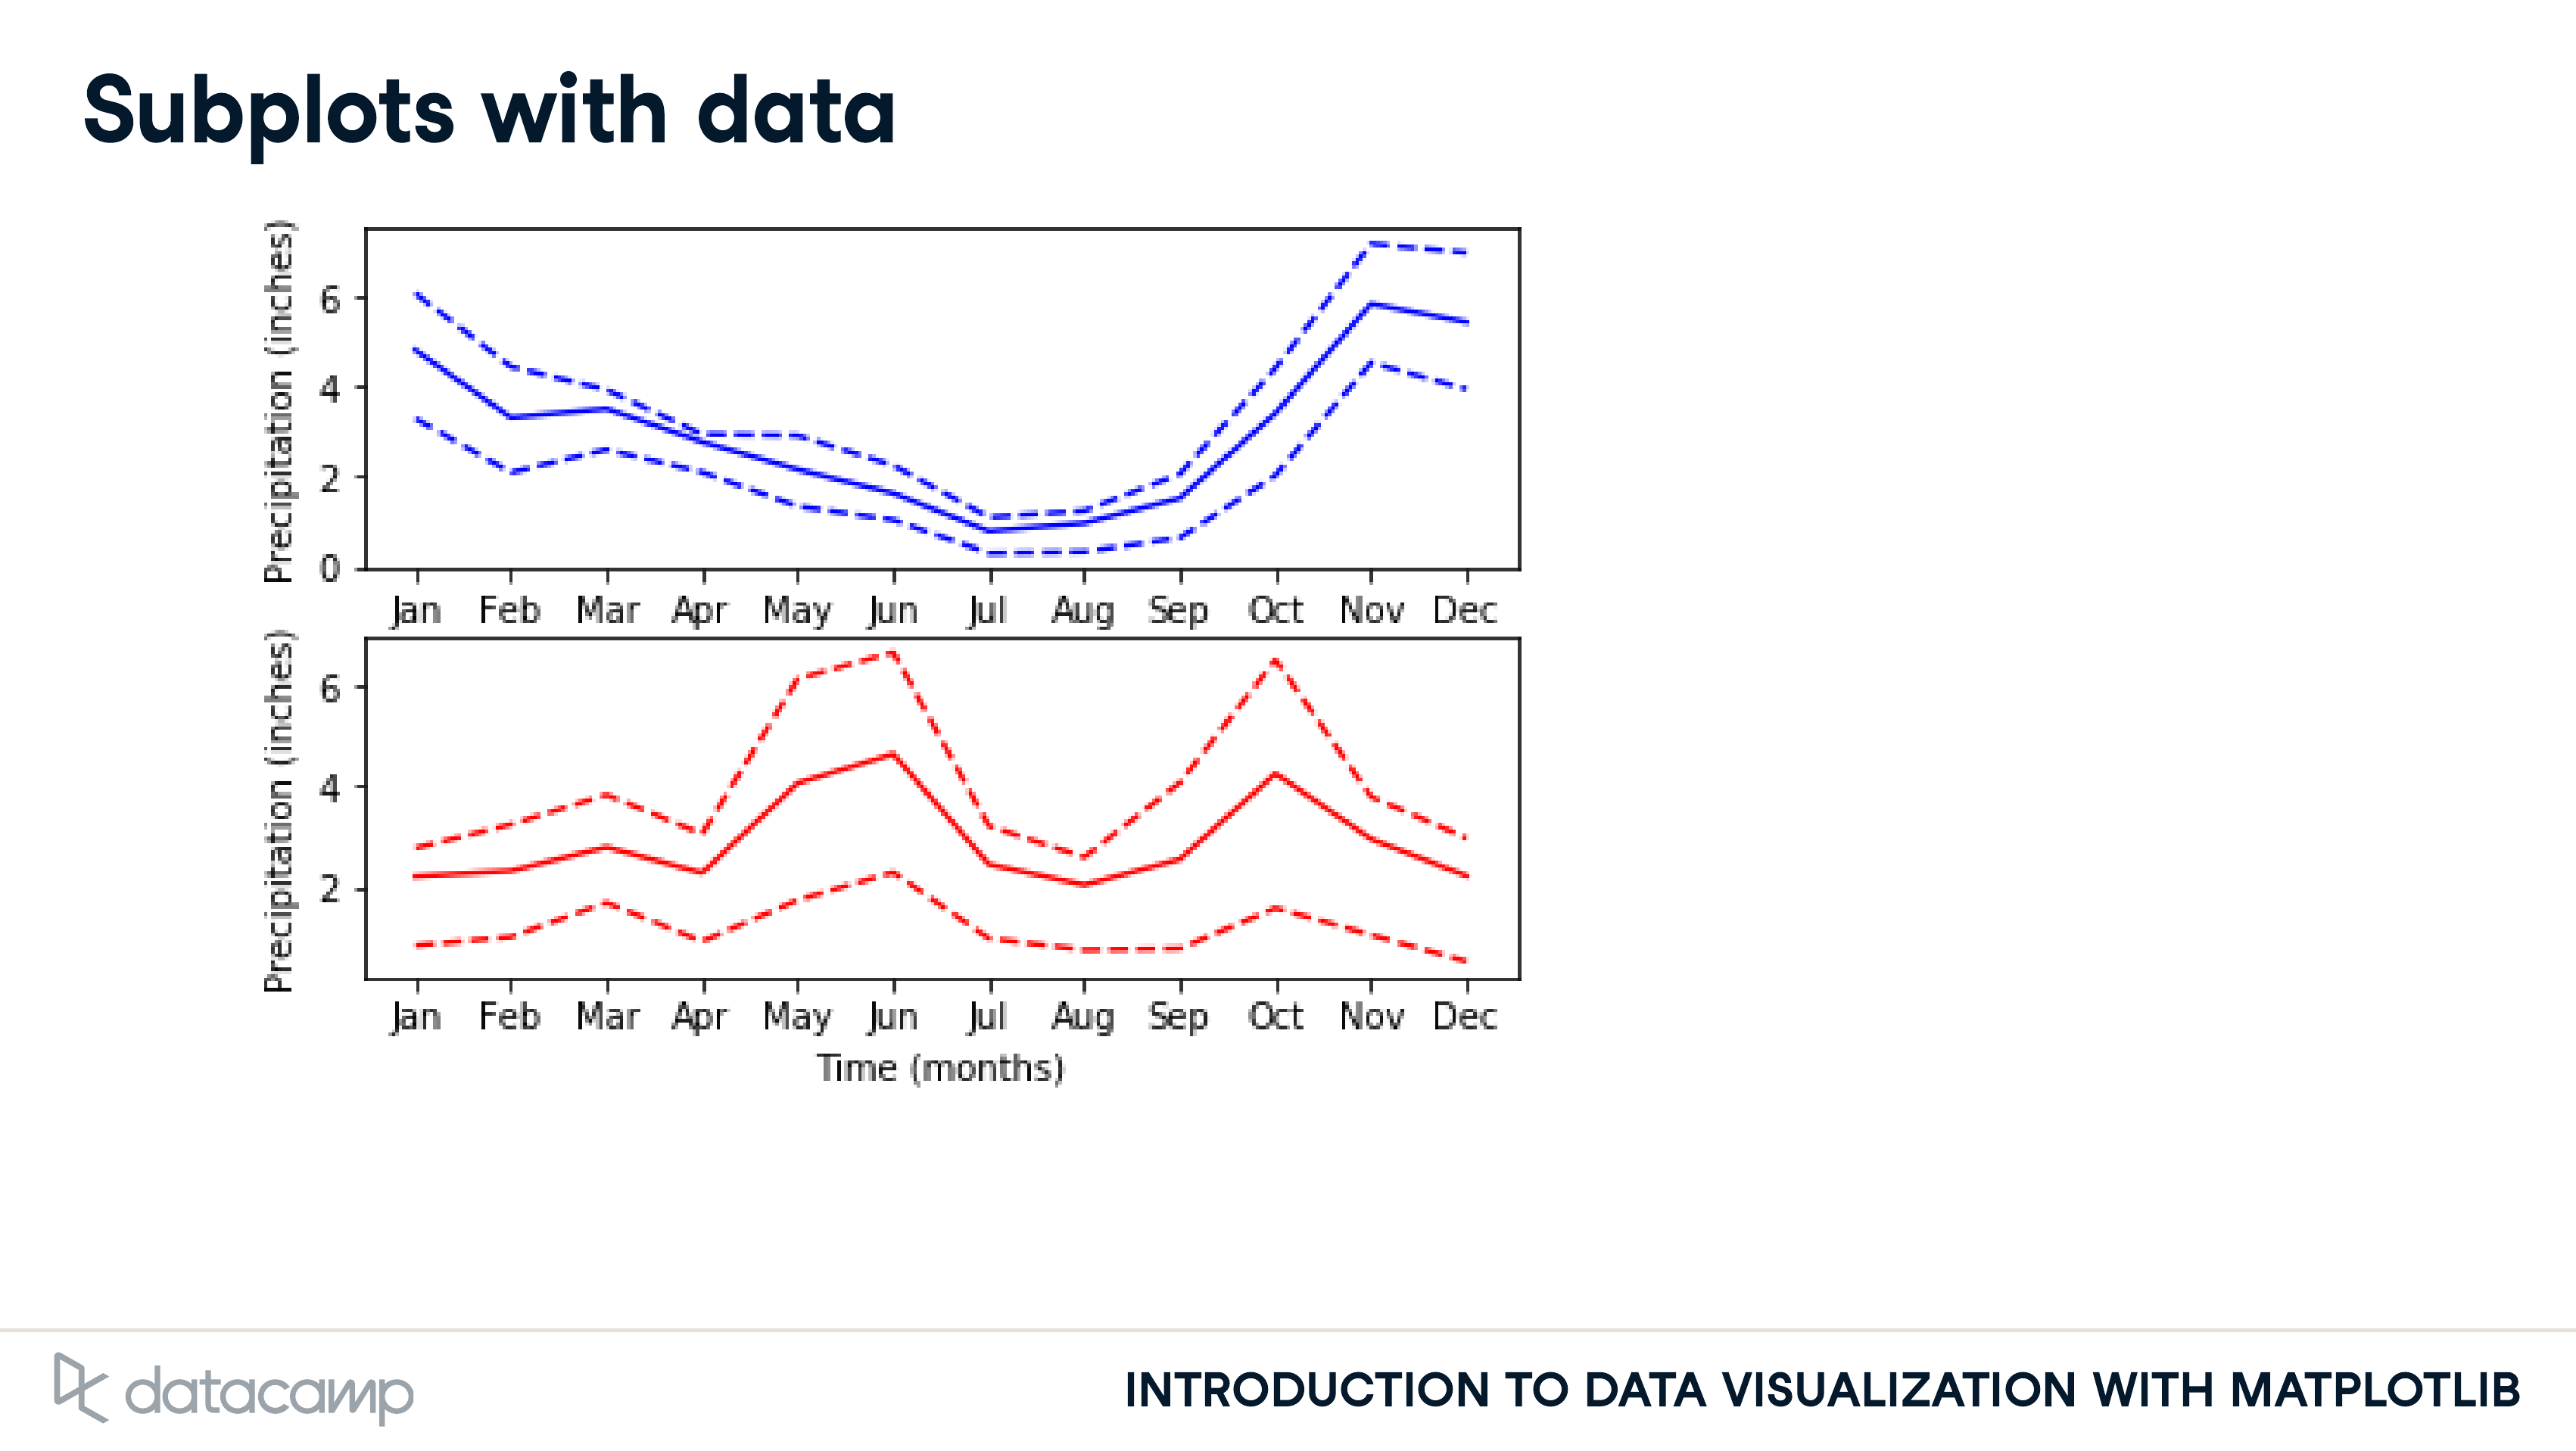 Subplots with data
Precipitation (inches)
6
4
2
0
Jan Feb Mar Apr May Jun Jul Aug Sep Oct Nov Dec
Precipitation (inches)
6
4
2
Jan Feb Mar Apr May Jun Jul Aug Sep Oct Nov Dec
Time (months)
datacamp
INTRODUCTION TO DATA VISUALIZATION WITH MATPLOTLIB